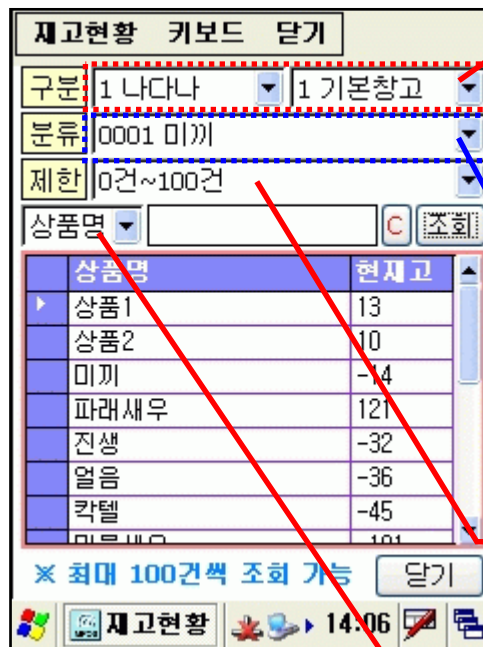 재고현황 키보드 닫기
구분 1 나다나 1 기본창고
분류 0001 미끼
제한 0건~100건
상품명 C 조회
상품명 현재고
상품1 13
상품2 10
미끼 -14
파래새우 121
진생 -32
얼음 -36
칵텔 -45
※ 최대 100건씩 조회 가능 닫기
재고현황 14:06